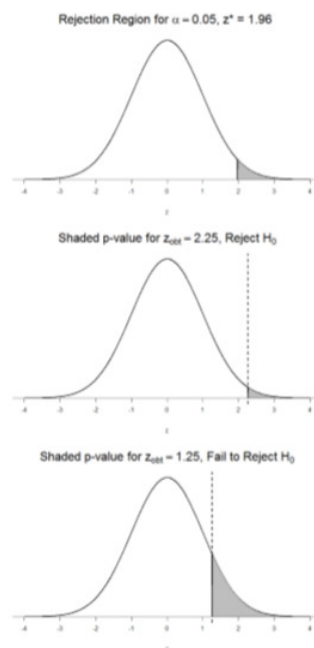 Rejection Region for α = 0.05, z* = 1.96
-4 -3 -2 -1 0 1 2 3 4
z
Shaded p-value for zobt = 2.25, Reject H0
-4 -3 -2 -1 0 1 2 3 4
z
Shaded p-value for zobt = 1.25, Fail to Reject H0
-4 -3 -2 -1 0 1 2 3 4